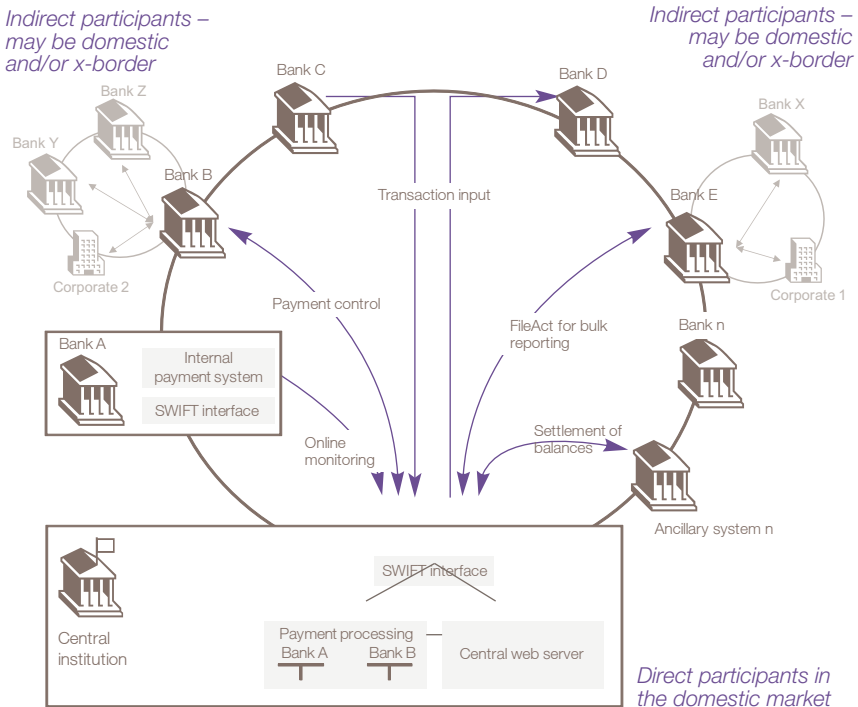 Indirect participants –
may be domestic
and/or x-border
Indirect participants –
may be domestic
and/or x-border
Bank Z
Bank Y
Bank B
Corporate 2
Bank C
Bank D
Bank X
Bank E
Corporate 1
Transaction input
Payment control
FileAct for bulk
reporting
Bank n
Bank A
Internal
payment system
SWIFT interface
Online
monitoring
Settlement of
balances
Ancillary system n
Central
institution
SWIFT interface
Payment processing
Bank A
Bank B
Central web server
Direct participants in
the domestic market